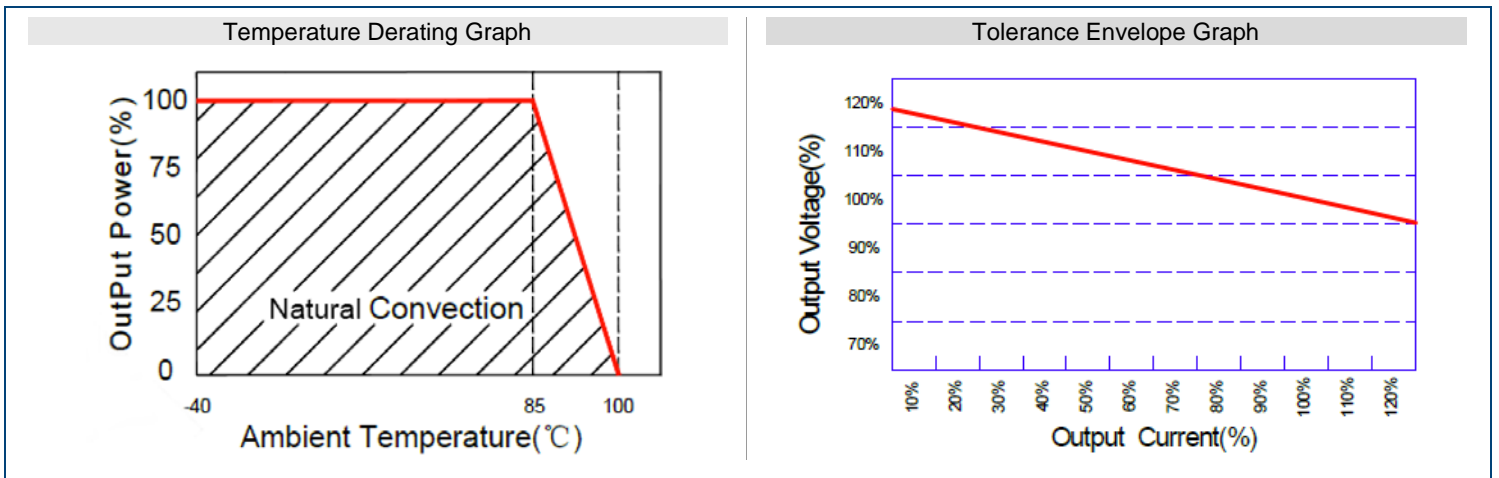 Temperature Derating Graph
OutPut Power(%)
100
75
50
25
0
Natural Convection
-40 85 100
Ambient Temperature(℃)
Tolerance Envelope Graph
Output Voltage(%)
120%
110%
100%
90%
80%
70%
10% 20% 30% 40% 50% 60% 70% 80% 90% 100% 110% 120%
Output Current(%)